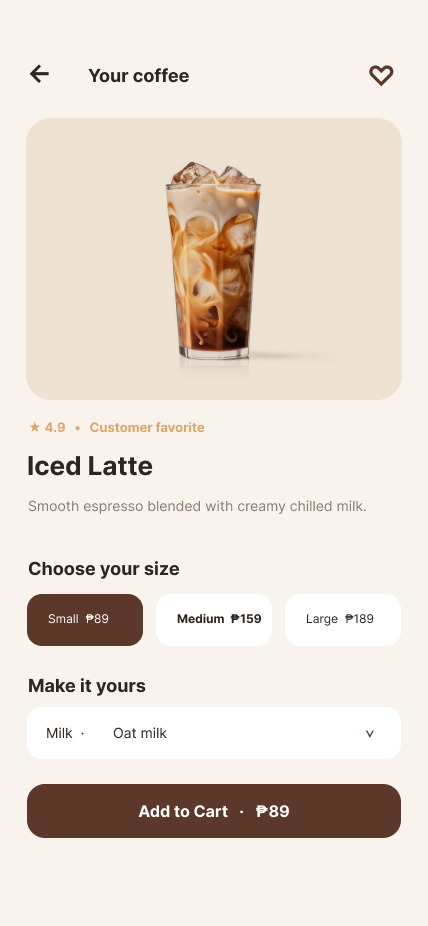 Your coffee
★ 4.9 • Customer favorite
Iced Latte
Smooth espresso blended with creamy chilled milk.
Choose your size
Small ₱89 Medium ₱159 Large ₱189
Make it yours
Milk · Oat milk
Add to Cart · ₱89